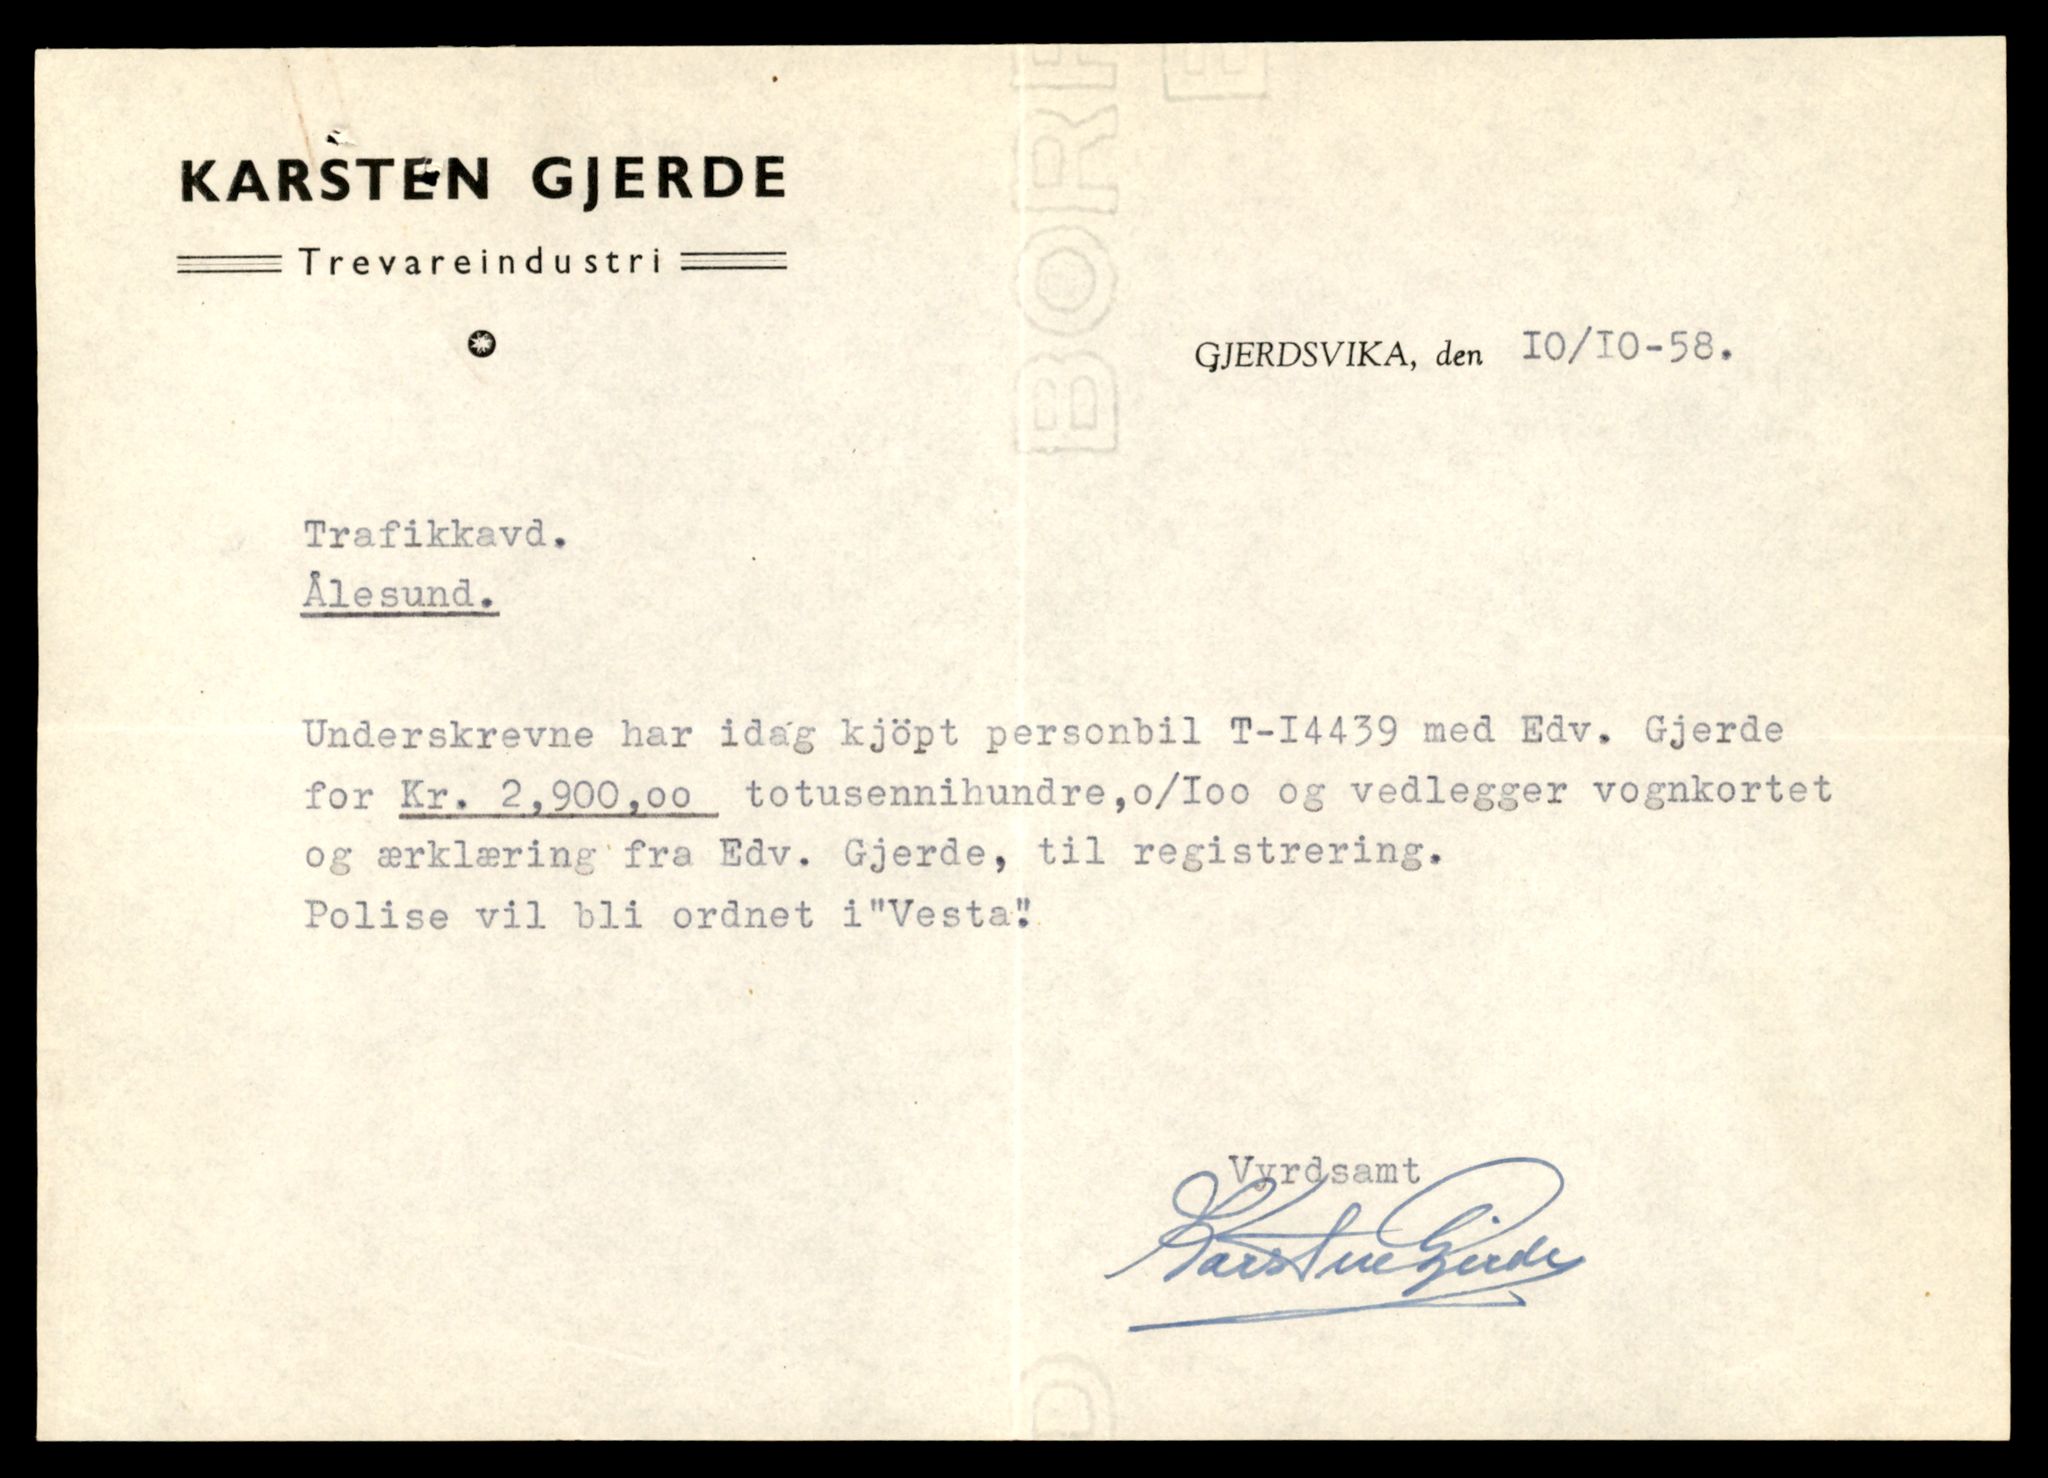 KARSTEN GJERDE
Trevareindustri
GJERDSVIKA, den IO/IO-58.
Trafikkavd.
Ålesund.
Underskrevne har idag kjöpt personbil T-I4439 med Edv. Gjerde
for Kr. 2,900,oo totusennihundre,o/Ioo og vedlegger vognkortet
og ærklæring fra Edv. Gjerde, til registrering.
Polise vil bli ordnet i"Vesta".
Vyrdsamt
Karsten Gjerde